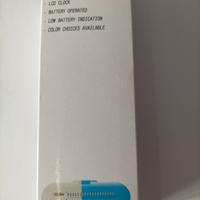 - LCD CLOCK
- BATTERY OPERATED
- LOW BATTERY INDICATION
- COLOR CHOICES AVAILABLE